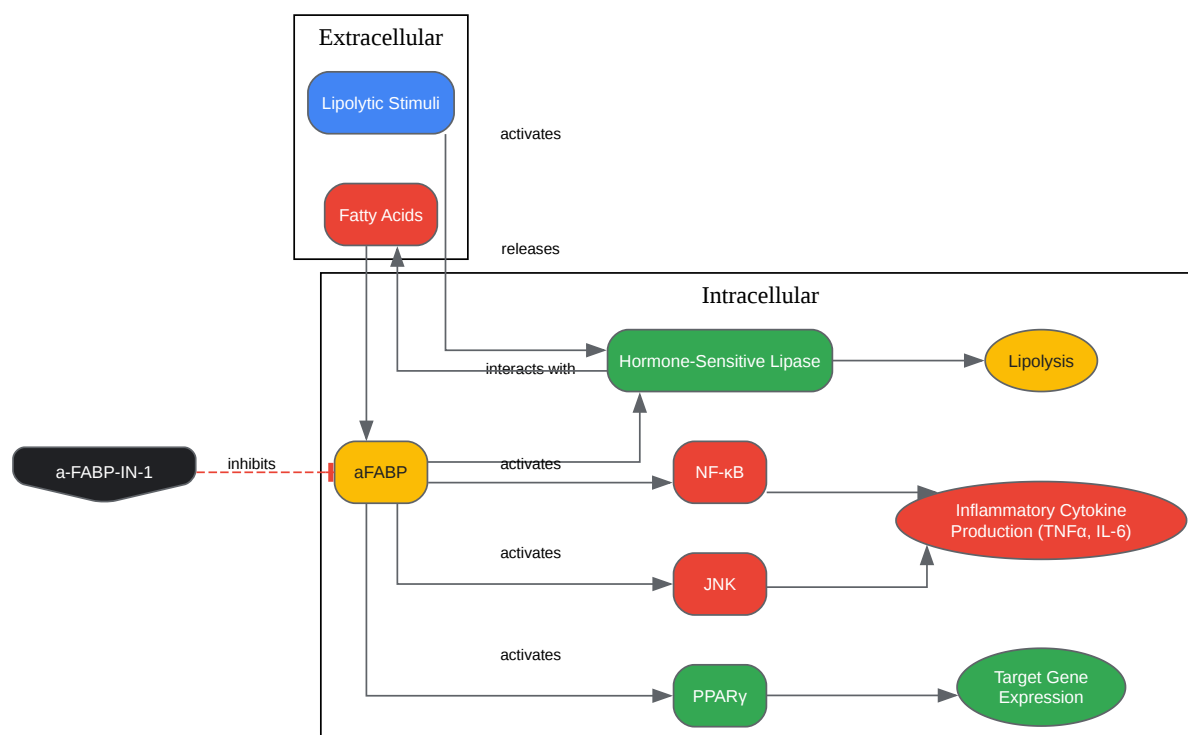 Extracellular
Lipolytic Stimuli
activates
Fatty Acids
releases
Intracellular
Hormone-Sensitive Lipase
Lipolysis
interacts with
a-FABP-IN-1
inhibits
aFABP
activates
NF-κB
Inflammatory Cytokine
Production (TNFα, IL-6)
activates
JNK
activates
PPARγ
Target Gene
Expression